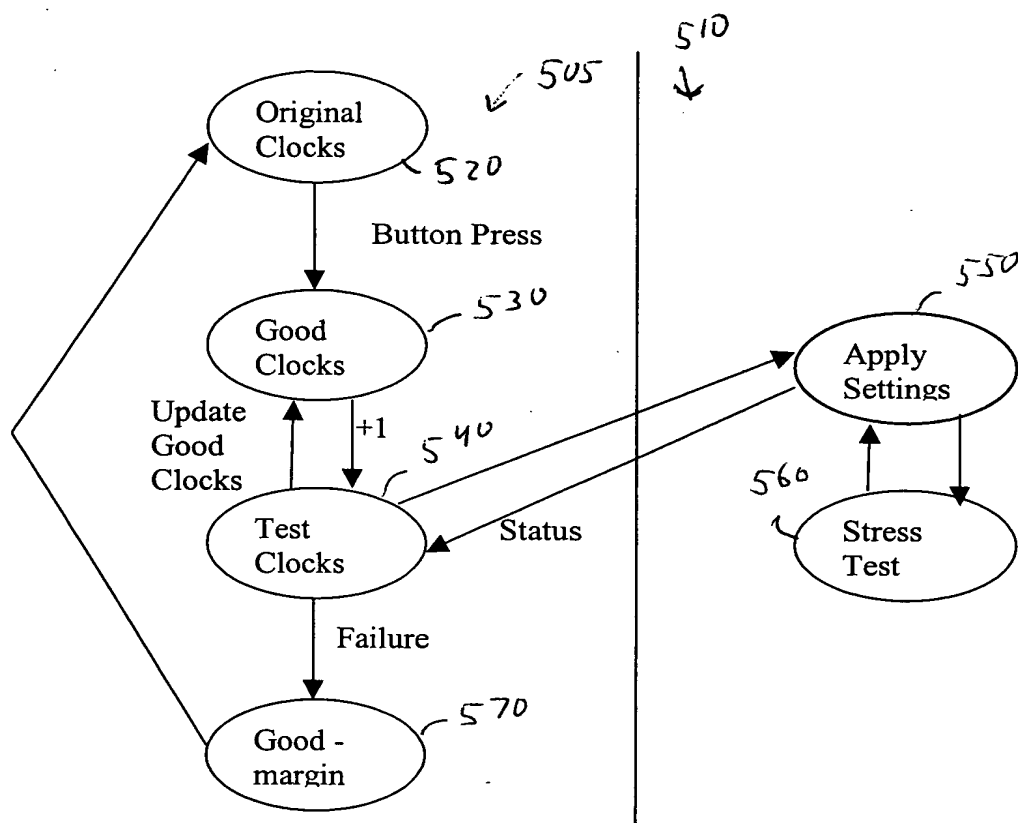 510
505
Original
Clocks
520
Button Press
530
Good
Clocks
550
Apply
Settings
Update
Good
Clocks
+1
540
560
Test
Clocks
Status
Stress
Test
Failure
570
Good -
margin